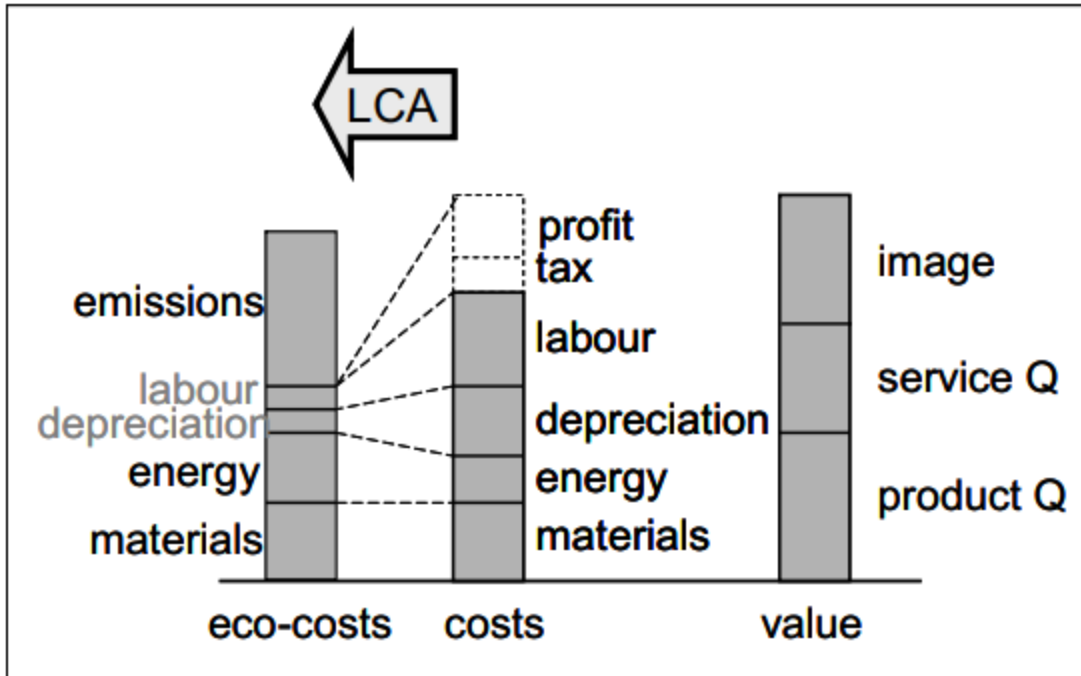 LCA
profit
tax
image
emissions
labour
service Q
labour
depreciation
depreciation
energy
energy
product Q
materials
materials
eco-costs costs value